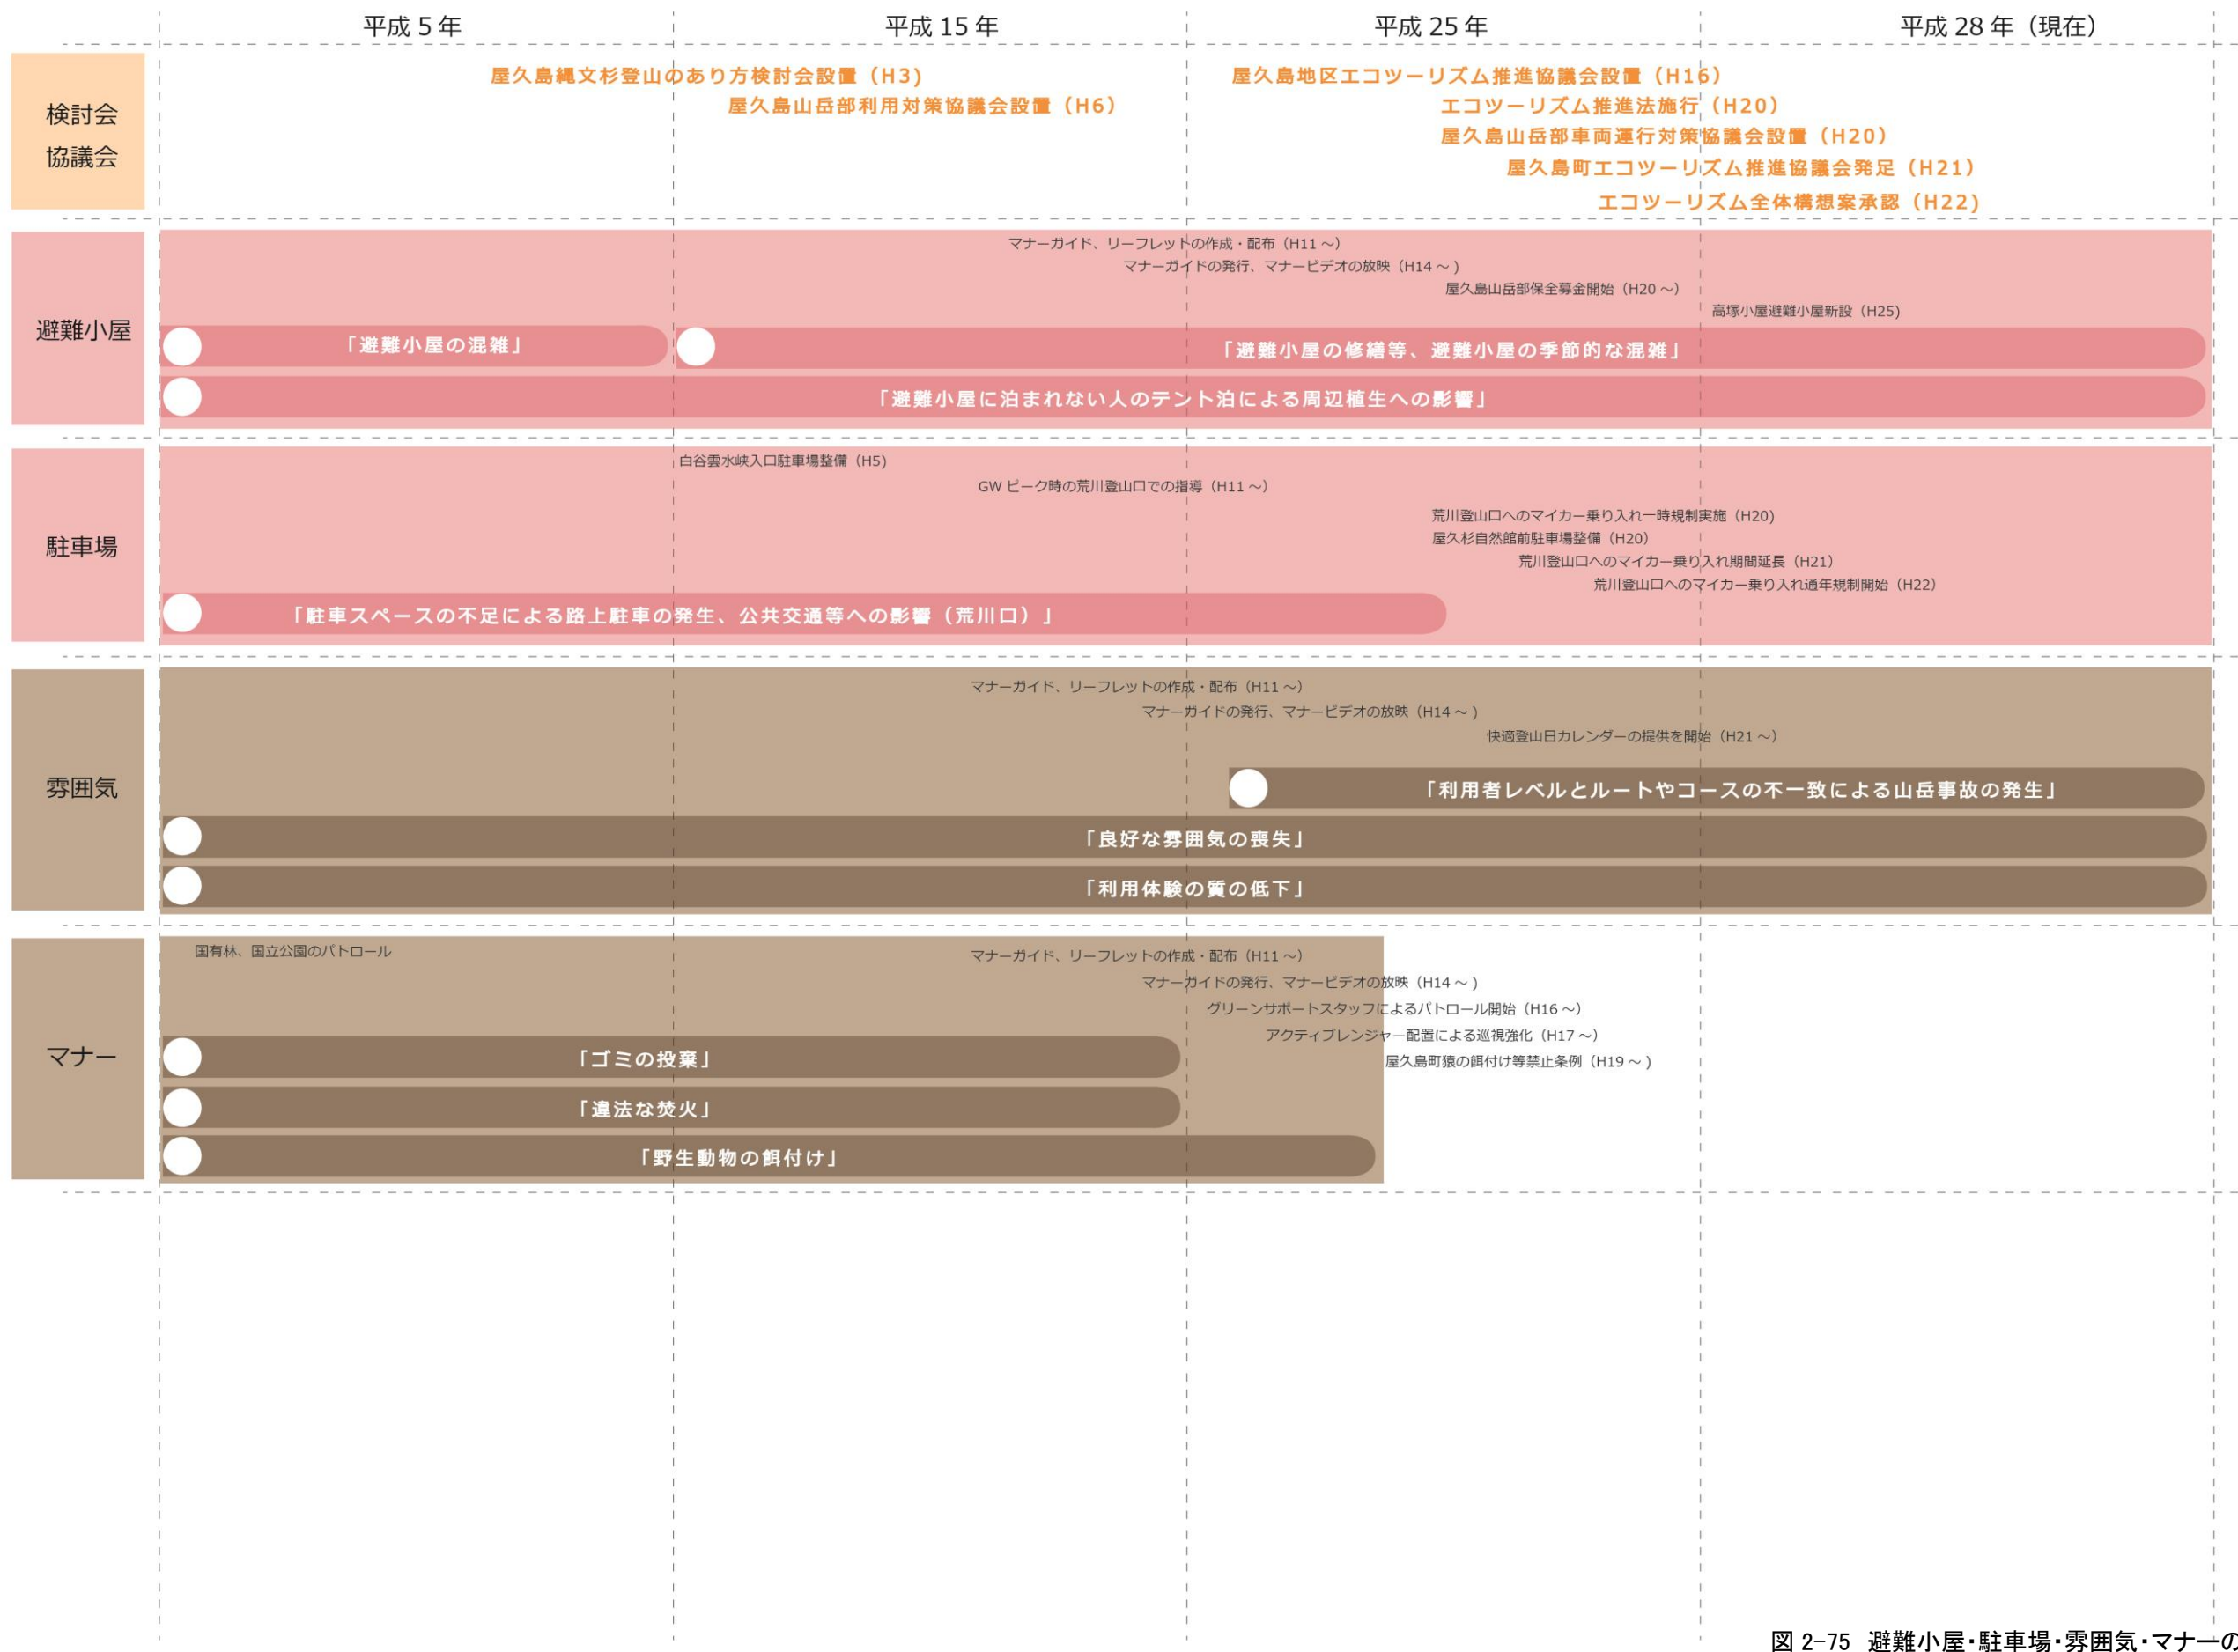 平成 5 年
平成 15 年
平成 25 年
平成 28 年（現在）
検討会
協議会
屋久島縄文杉登山のあり方検討会設置（H3)
屋久島山岳部利用対策協議会設置（H6）
屋久島地区エコツーリズム推進協議会設置（H16）
エコツーリズム推進法施行（H20）
屋久島山岳部車両運行対策協議会設置（H20）
屋久島町エコツーリズム推進協議会発足（H21）
エコツーリズム全体構想案承認（H22)
避難小屋
マナーガイド、リーフレットの作成・配布（H11 ～）
マナーガイドの発行、マナービデオの放映（H14 ～ )
屋久島山岳部保全募金開始（H20 ～）
高塚小屋避難小屋新設（H25)
「避難小屋の混雑」
「避難小屋の修繕等、避難小屋の季節的な混雑」
「避難小屋に泊まれない人のテント泊による周辺植生への影響」
駐車場
白谷雲水峡入口駐車場整備（H5)
GW ピーク時の荒川登山口での指導（H11 ～）
荒川登山口へのマイカー乗り入れ一時規制実施（H20)
屋久杉自然館前駐車場整備（H20）
荒川登山口へのマイカー乗り入れ期間延長（H21）
荒川登山口へのマイカー乗り入れ通年規制開始（H22）
「駐車スペースの不足による路上駐車の発生、公共交通等への影響（荒川口）」
雰囲気
マナーガイド、リーフレットの作成・配布（H11 ～）
マナーガイドの発行、マナービデオの放映（H14 ～ )
快適登山日カレンダーの提供を開始（H21 ～）
「利用者レベルとルートやコースの不一致による山岳事故の発生」
「良好な雰囲気の喪失」
「利用体験の質の低下」
マナー
国有林、国立公園のパトロール
マナーガイド、リーフレットの作成・配布（H11 ～）
マナーガイドの発行、マナービデオの放映（H14 ～ )
グリーンサポートスタッフによるパトロール開始（H16 ～）
アクティブレンジャー配置による巡視強化（H17 ～）
屋久島町猿の餌付け等禁止条例（H19 ～ )
「ゴミの投棄」
「違法な焚火」
「野生動物の餌付け」
図 2-75 避難小屋・駐車場・雰囲気・マナーの